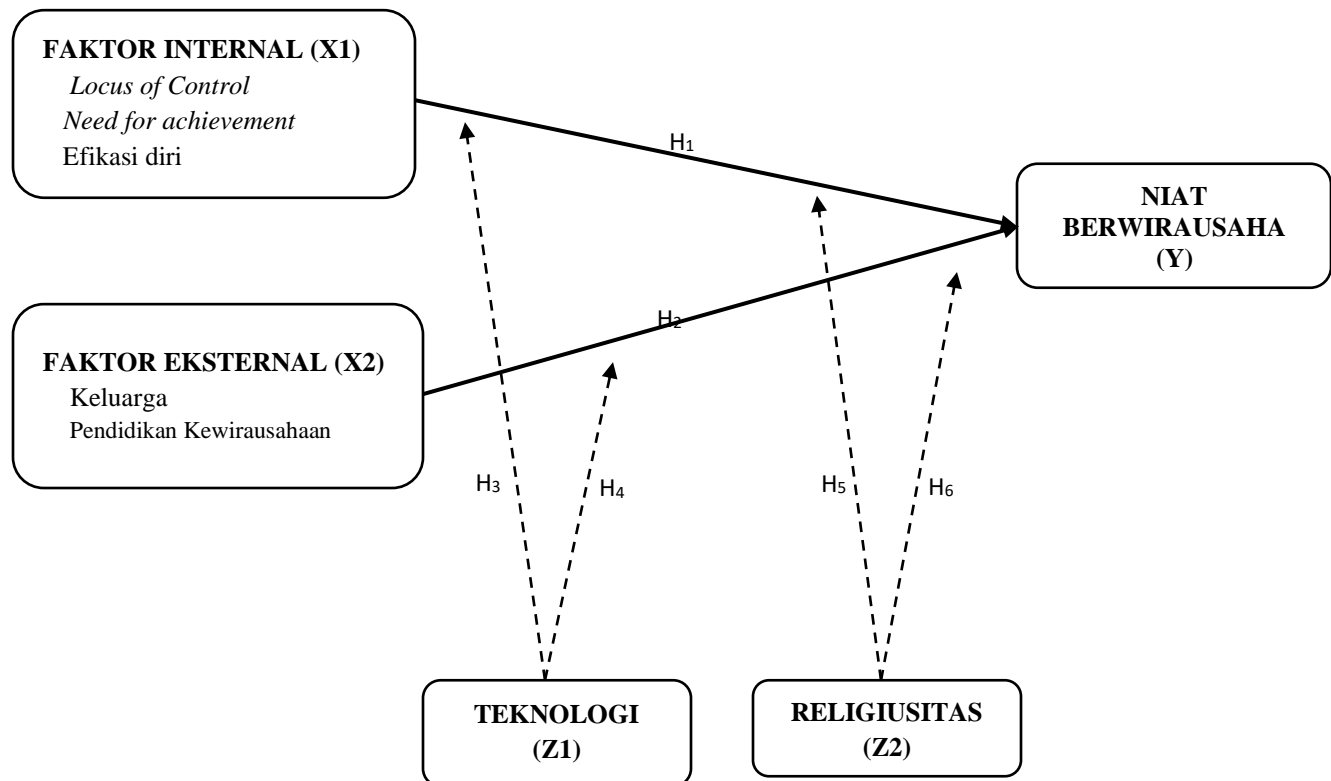 FAKTOR INTERNAL (X1)
Locus of Control
Need for achievement
Efikasi diri
H₁
NIAT
BERWIRAUSAHA
(Y)
FAKTOR EKSTERNAL (X2)
Keluarga
Pendidikan Kewirausahaan
H₂
H₃
H₄
H₅
H₆
TEKNOLOGI
(Z1)
RELIGIUSITAS
(Z2)